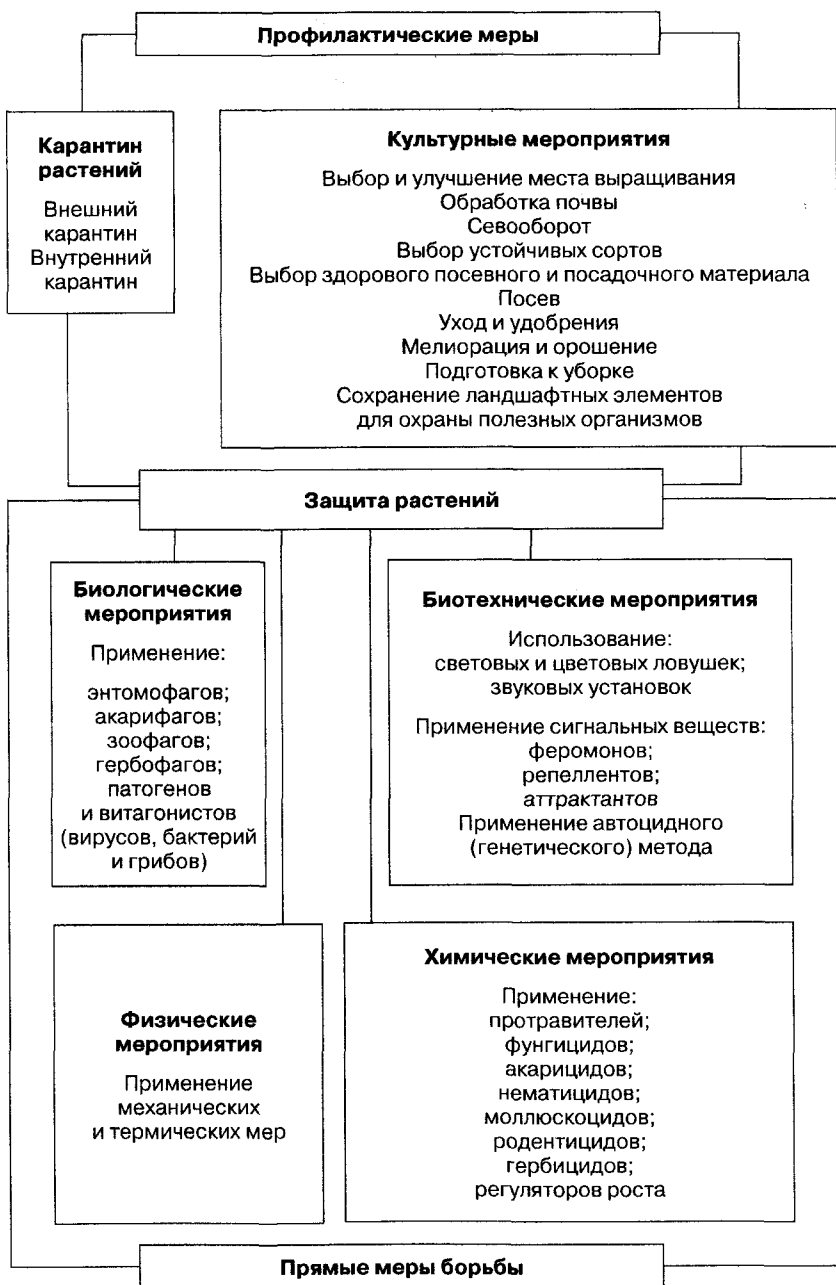 Профилактические меры
Карантин
растений
Внешний
карантин
Внутренний
карантин
Культурные мероприятия
Выбор и улучшение места выращивания
Обработка почвы
Севооборот
Выбор устойчивых сортов
Выбор здорового посевного и посадочного материала
Посев
Уход и удобрения
Мелиорация и орошение
Подготовка к уборке
Сохранение ландшафтных элементов
для охраны полезных организмов
Защита растений
Биологические
мероприятия
Применение:
энтомофагов;
акарифагов;
зоофагов;
гербофагов;
патогенов
и витагонистов
(вирусов, бактерий
и грибов)
Биотехнические мероприятия
Использование:
световых и цветовых ловушек;
звуковых установок
Применение сигнальных веществ:
феромонов;
репеллентов;
аттрактантов
Применение автоцидного
(генетического) метода
Физические
мероприятия
Применение
механических
и термических мер
Химические мероприятия
Применение:
протравителей;
фунгицидов;
акарицидов;
нематицидов;
моллюскоцидов;
родентицидов;
гербицидов;
регуляторов роста
Прямые меры борьбы